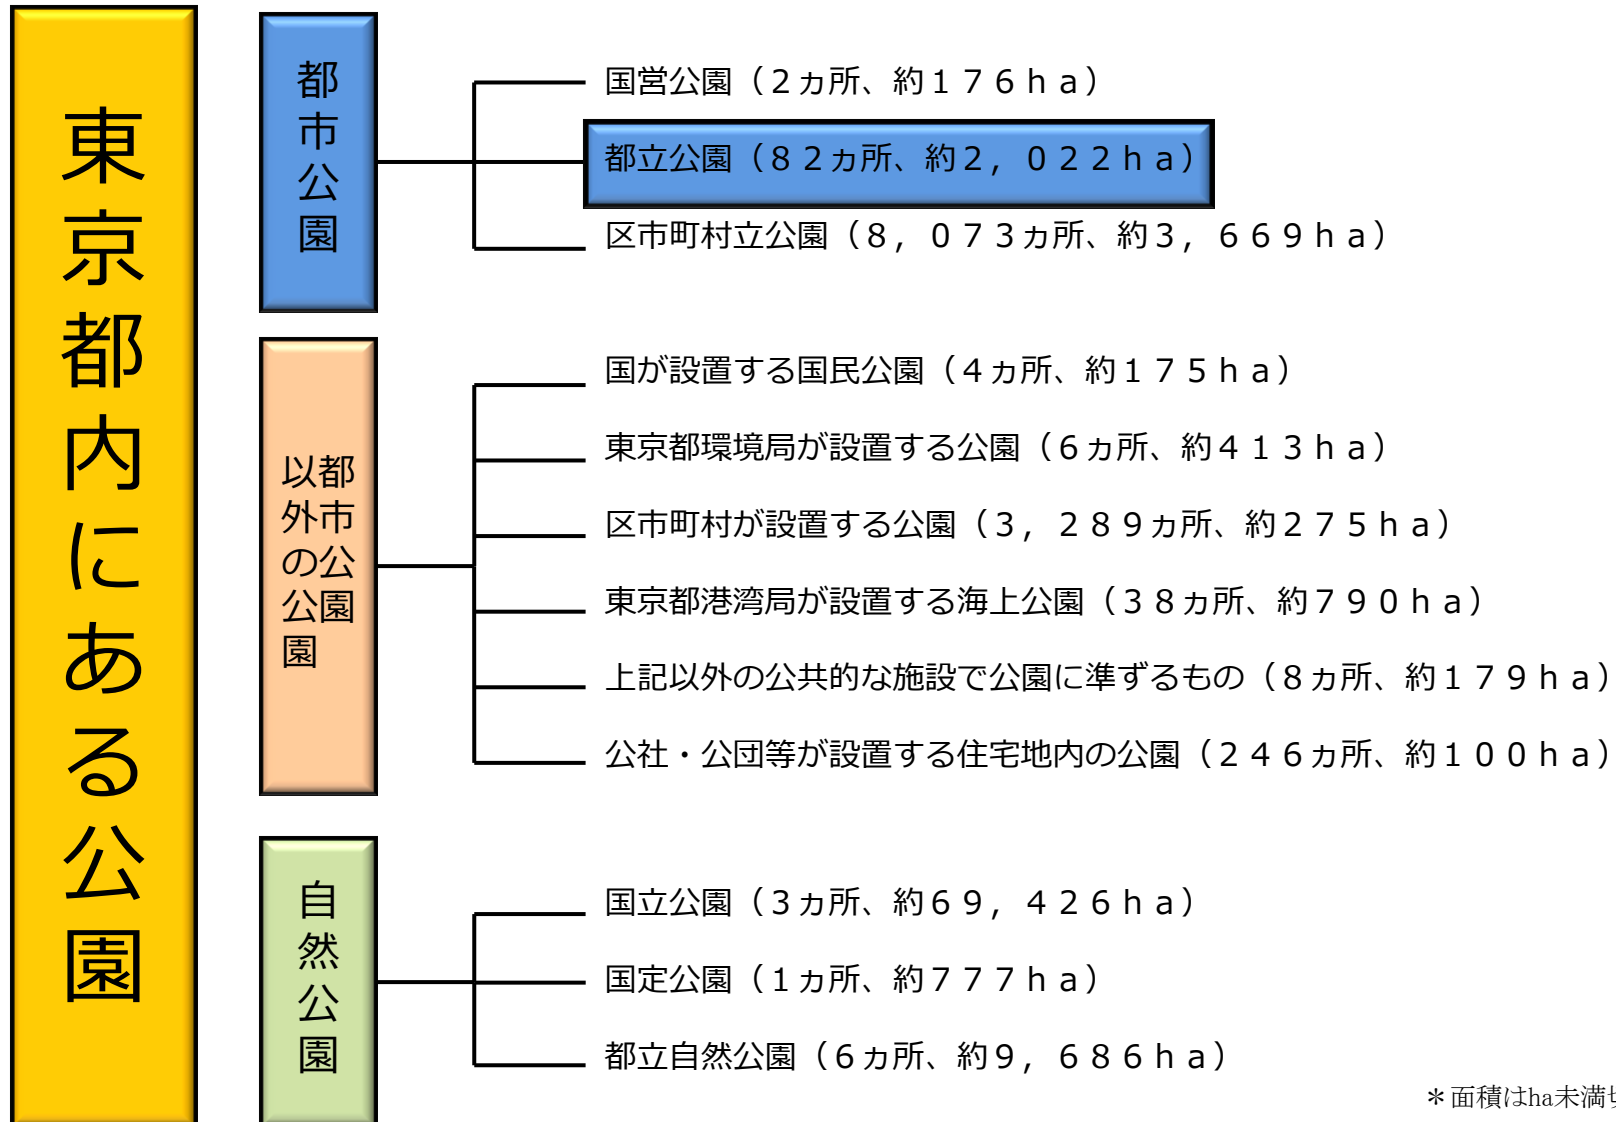 東京都内にある公園
都市公園
国営公園（２ヵ所、約１７６ｈａ）
都立公園（８２ヵ所、約２，０２２ｈａ）
区市町村立公園（８，０７３ヵ所、約３，６６９ｈａ）
都市公園
以外の公園
国が設置する国民公園（４ヵ所、約１７５ｈａ）
東京都環境局が設置する公園（６ヵ所、約４１３ｈａ）
区市町村が設置する公園（３，２８９ヵ所、約２７５ｈａ）
東京都港湾局が設置する海上公園（３８ヵ所、約７９０ｈａ）
上記以外の公共的な施設で公園に準ずるもの（８ヵ所、約１７９ｈａ）
公社・公団等が設置する住宅地内の公園（２４６ヵ所、約１００ｈａ）
自然公園
国立公園（３ヵ所、約６９，４２６ｈａ）
国定公園（１ヵ所、約７７７ｈａ）
都立自然公園（６ヵ所、約９，６８６ｈａ）
＊面積はha未満